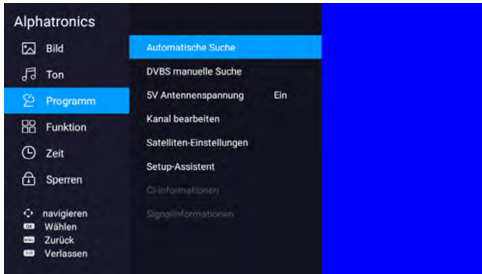 Alphatronics
Bild
Ton
Programm
Funktion
Zeit
Sperren
navigieren
Wählen
Zurück
Verlassen
Automatische Suche
DVBS manuelle Suche
5V Antennenspannung Ein
Kanal bearbeiten
Satelliten-Einstellungen
Setup-Assistent
CI-Informationen
Signalinformationen